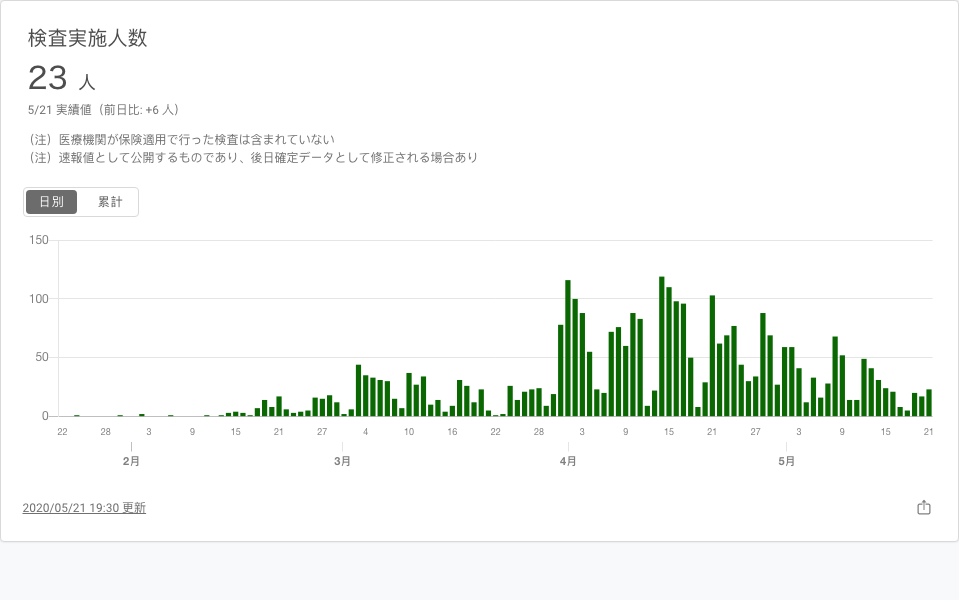 検査実施人数
23 人
5/21 実績値（前日比: +6 人）
（注）医療機関が保険適用で行った検査は含まれていない
（注）速報値として公開するものであり、後日確定データとして修正される場合あり
日別 累計
150
100
50
0
22 28 3 9 15 21 27 4 10 16 22 28 3 9 15 21 27 3 9 15 21
2月 3月 4月 5月
2020/05/21 19:30 更新